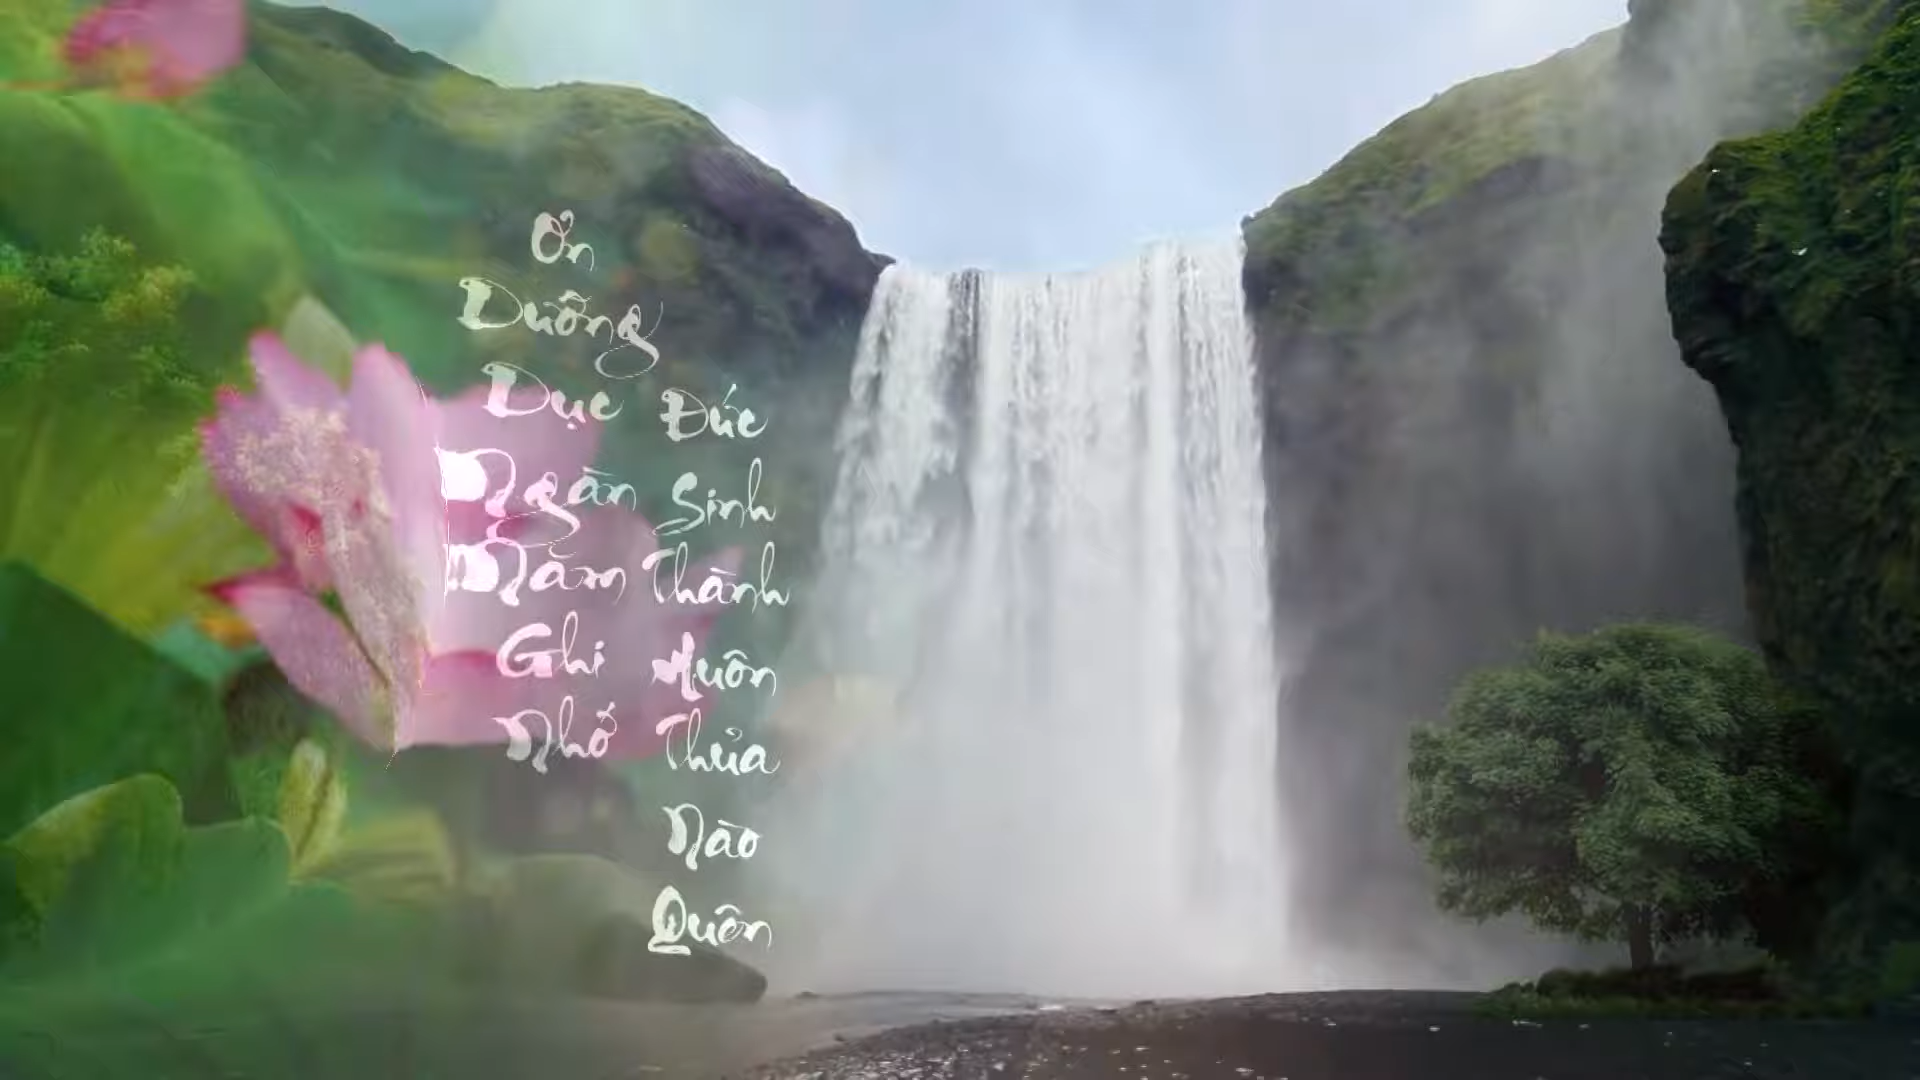 Ơn Dưỡng Dục Ngàn Năm Ghi Nhớ
Đức Sinh Thành Muôn Thủa Nào Quên